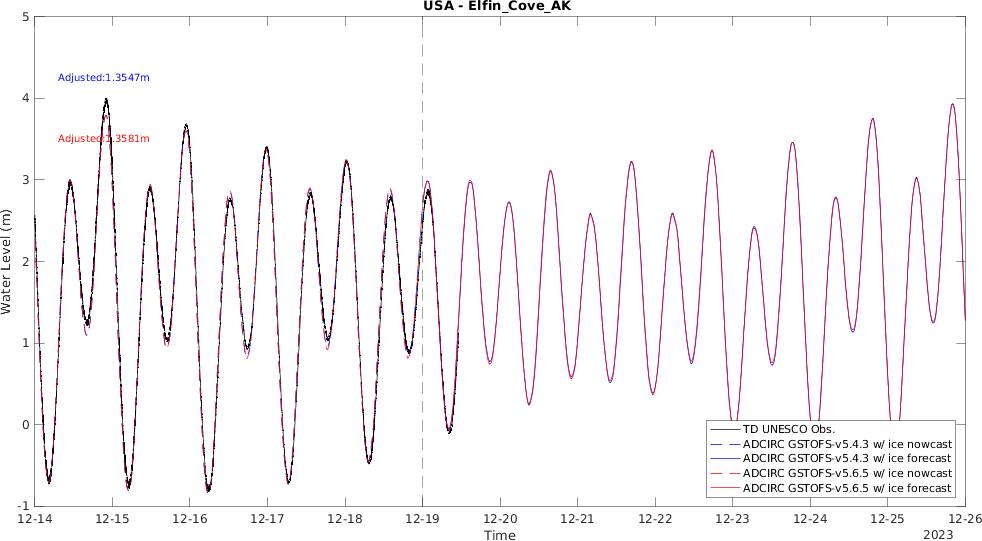 USA - Elfin_Cove_AK
5
4
3
2
1
0
-1
Water Level (m)
Adjusted:1.3547m
Adjusted:1.3581m
TD UNESCO Obs.
ADCIRC GSTOFS-v5.4.3 w/ ice nowcast
ADCIRC GSTOFS-v5.4.3 w/ ice forecast
ADCIRC GSTOFS-v5.6.5 w/ ice nowcast
ADCIRC GSTOFS-v5.6.5 w/ ice forecast
12-14 12-15 12-16 12-17 12-18 12-19 12-20 12-21 12-22 12-23 12-24 12-25 12-26
Time
2023